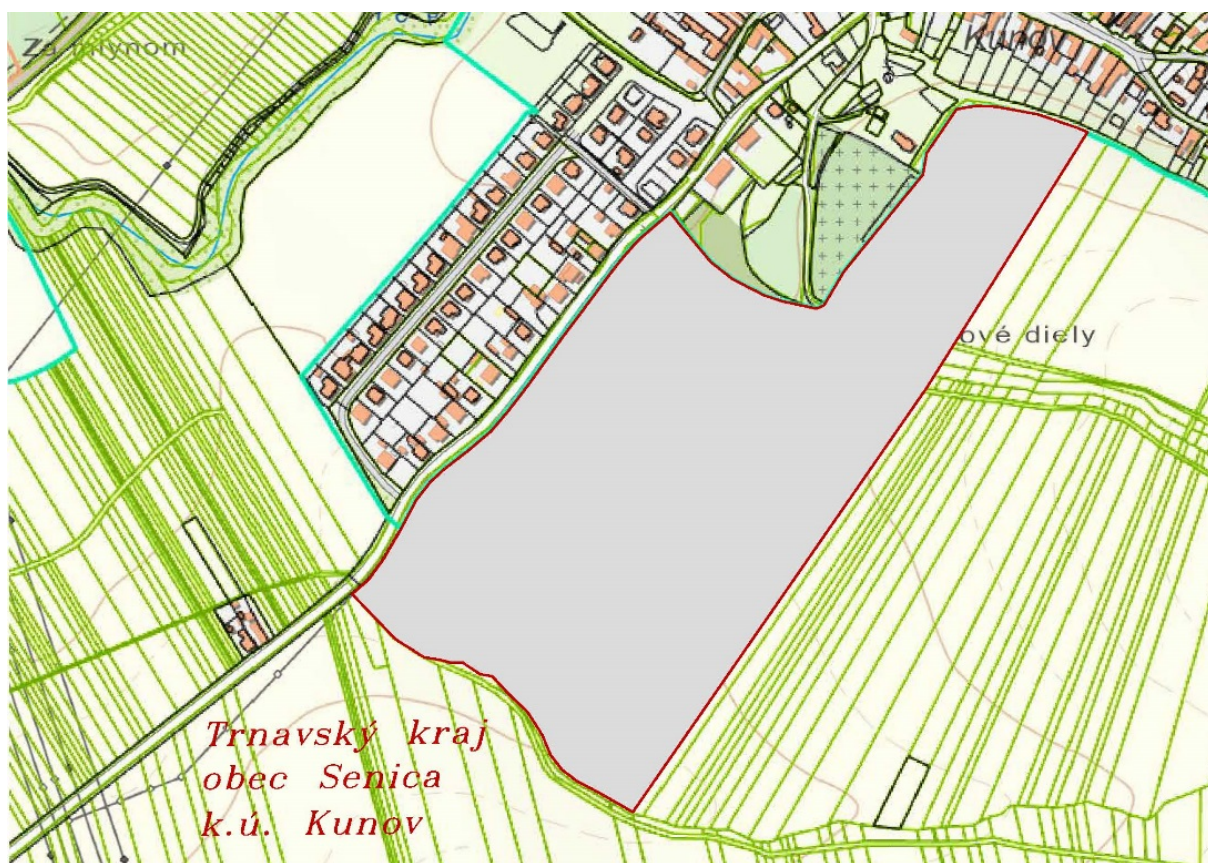 Za mlynom
Kunov
ové diely
Trnavský kraj
obec Senica
k.ú. Kunov